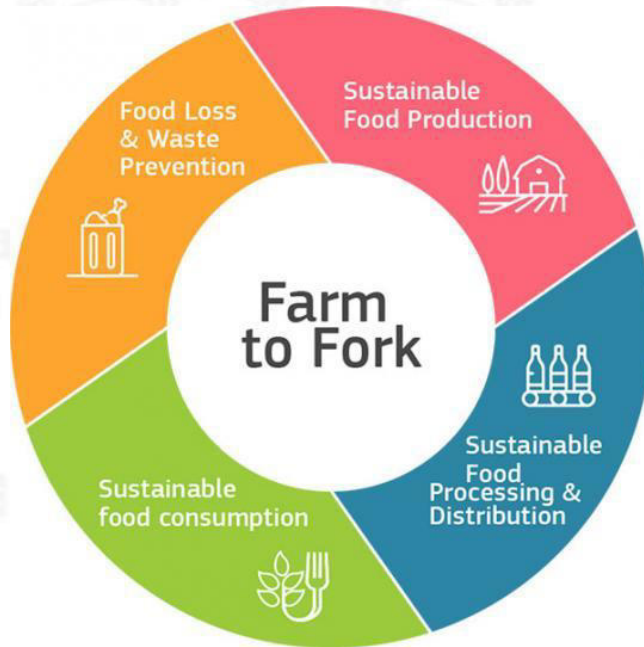 Food Loss
& Waste
Prevention
Sustainable
Food Production
Farm
to Fork
Sustainable
Food
Processing &
Distribution
Sustainable
food consumption